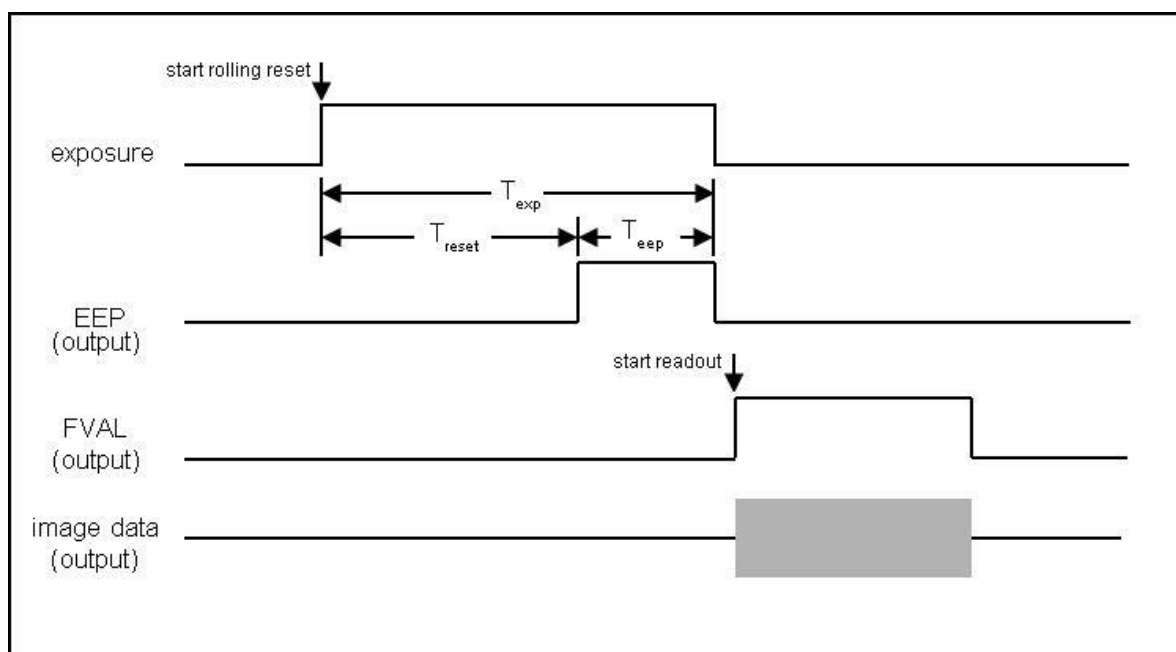 start rolling reset
exposure
T exp
T reset
T eep
EEP
(output)
start readout
FVAL
(output)
image data
(output)